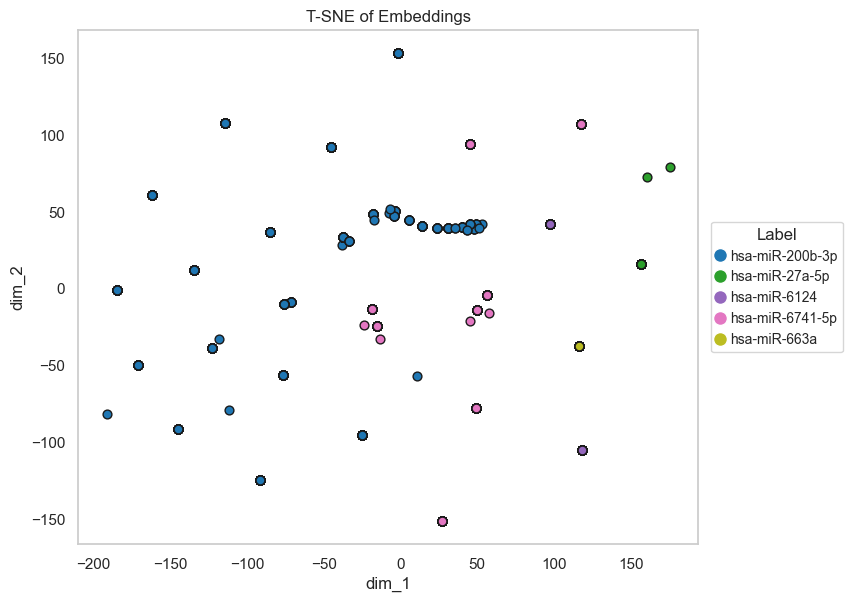 T-SNE of Embeddings
150
100
50
0
−50
−100
−150
dim_2
−200
−150
−100
−50
0
50
100
150
dim_1
Label
hsa-miR-200b-3p
hsa-miR-27a-5p
hsa-miR-6124
hsa-miR-6741-5p
hsa-miR-663a